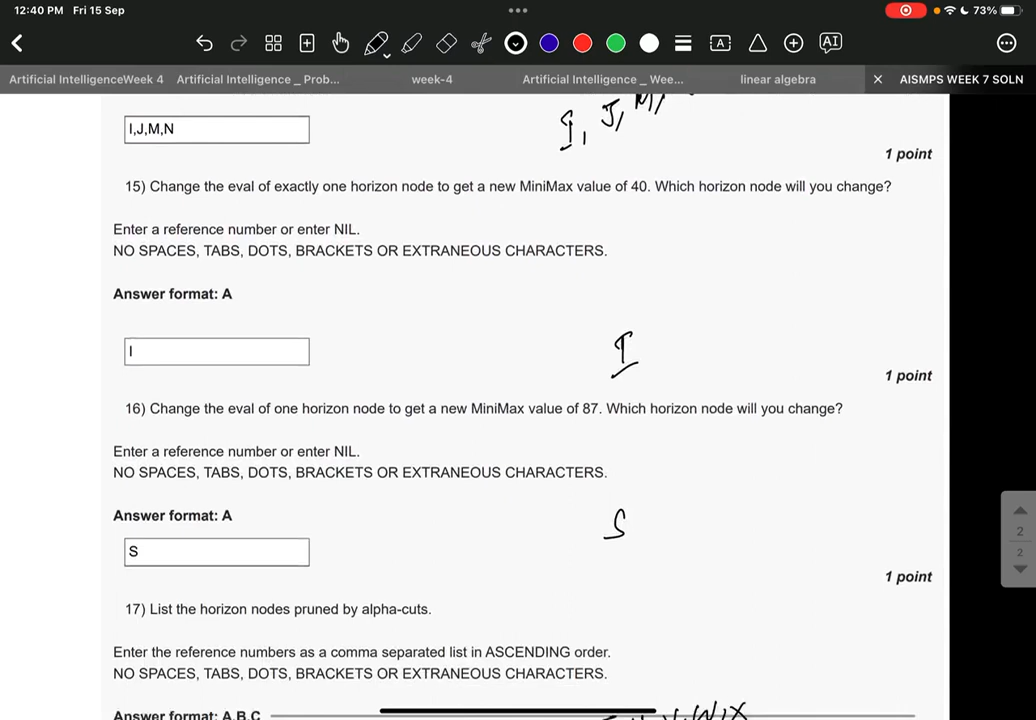 12:40 PM Fri 15 Sep
73%
A
AI
Artificial IntelligenceWeek 4
Artificial Intelligence _ Prob...
week-4
Artificial Intelligence _ Wee...
linear algebra
AISMPS WEEK 7 SOLN
I,J,M,N
I, J, M,
1 point
15) Change the eval of exactly one horizon node to get a new MiniMax value of 40. Which horizon node will you change?
Enter a reference number or enter NIL.
NO SPACES, TABS, DOTS, BRACKETS OR EXTRANEOUS CHARACTERS.
Answer format: A
I
I
1 point
16) Change the eval of one horizon node to get a new MiniMax value of 87. Which horizon node will you change?
Enter a reference number or enter NIL.
NO SPACES, TABS, DOTS, BRACKETS OR EXTRANEOUS CHARACTERS.
Answer format: A
S
S
2
2
1 point
17) List the horizon nodes pruned by alpha-cuts.
Enter the reference numbers as a comma separated list in ASCENDING order.
NO SPACES, TABS, DOTS, BRACKETS OR EXTRANEOUS CHARACTERS.
Answer format: A,B,C